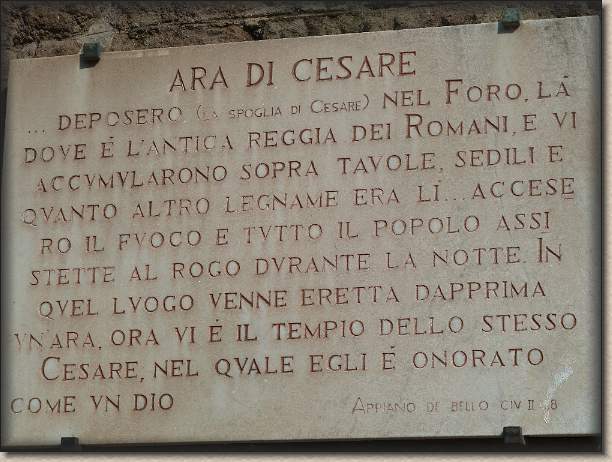 ARA DI CESARE
... DEPOSERO (LA SPOGLIA DI CESARE) NEL FORO, LÀ
DOVE È L'ANTICA REGGIA DEI ROMANI, E VI
ACCVMVLARONO SOPRA TAVOLE, SEDILI E
QVANTO ALTRO LEGNAME ERA LÌ... ACCESE
RO IL FVOCO E TVTTO IL POPOLO ASSI
STETTE AL ROGO DVRANTE LA NOTTE. IN
QVEL LVOGO VENNE ERETTA DAPPRIMA
VN'ARA, ORA VI È IL TEMPIO DELLO STESSO
CESARE, NEL QVALE EGLI È ONORATO
COME VN DIO
APPIANO DE BELLO CIV II